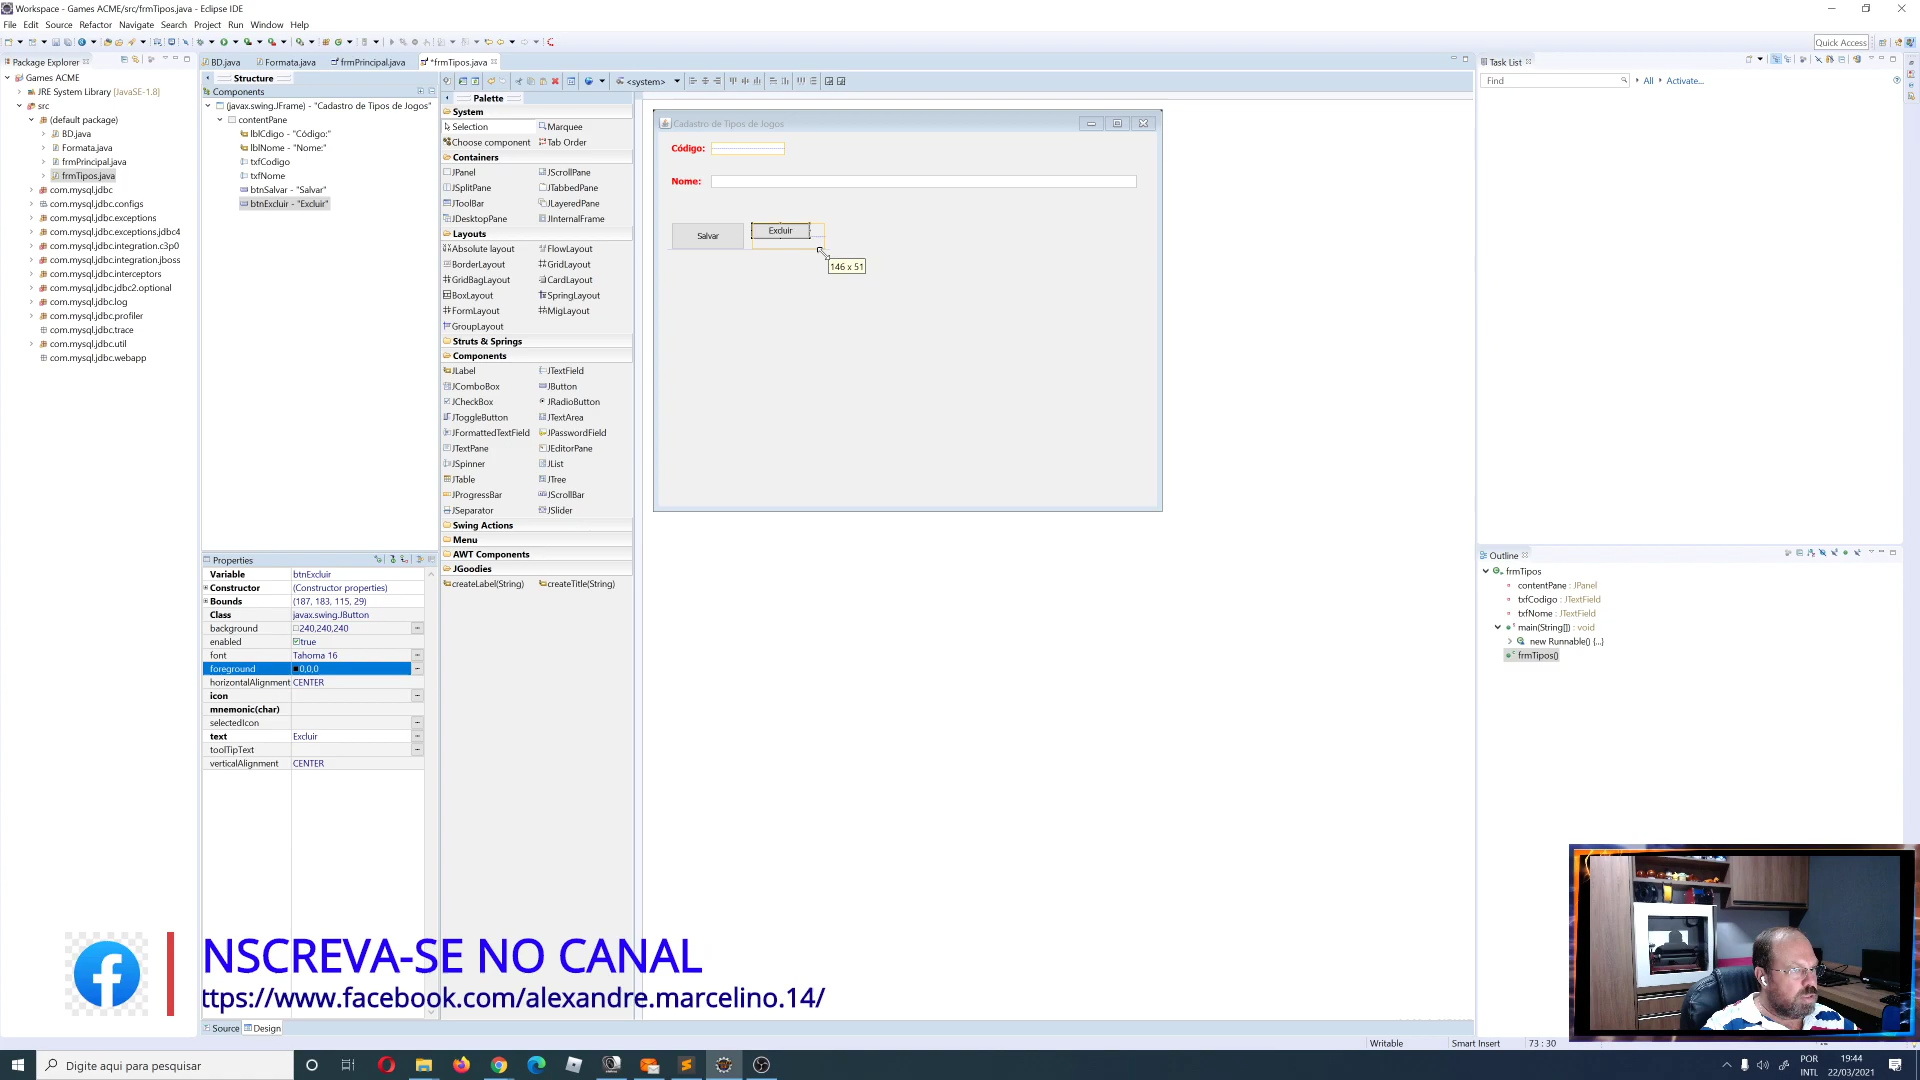 Workspace - Games ACME/src/frmTipos.java - Eclipse IDE
File Edit Source Refactor Navigate Search Project Run Window Help
Quick Access
Package Explorer
Games ACME
JRE System Library [JavaSE-1.8]
src
(default package)
BD.java
Formata.java
frmPrincipal.java
frmTipos.java
com.mysql.jdbc
com.mysql.jdbc.configs
com.mysql.jdbc.exceptions
com.mysql.jdbc.exceptions.jdbc4
com.mysql.jdbc.integration.c3p0
com.mysql.jdbc.integration.jboss
com.mysql.jdbc.interceptors
com.mysql.jdbc.jdbc2.optional
com.mysql.jdbc.log
com.mysql.jdbc.profiler
com.mysql.jdbc.trace
com.mysql.jdbc.util
com.mysql.jdbc.webapp
BD.java Formata.java frmPrincipal.java *frmTipos.java
Structure
Components
(javax.swing.JFrame) - "Cadastro de Tipos de Jogos"
contentPane
lblCdigo - "Código:"
lblNome - "Nome:"
txfCodigo
txfNome
btnSalvar - "Salvar"
btnExcluir - "Excluir"
Properties
Variable btnExcluir
Constructor (Constructor properties)
Bounds (187, 183, 115, 29)
Class javax.swing.JButton
background 240,240,240
enabled true
font Tahoma 16
foreground 0,0,0
horizontalAlignment CENTER
icon
mnemonic(char)
selectedIcon
text Excluir
toolTipText
verticalAlignment CENTER
<system>
Palette
System
Selection Marquee
Choose component Tab Order
Containers
JPanel JScrollPane
JSplitPane JTabbedPane
JToolBar JLayeredPane
JDesktopPane JInternalFrame
Layouts
Absolute layout FlowLayout
BorderLayout GridLayout
GridBagLayout CardLayout
BoxLayout SpringLayout
FormLayout MigLayout
GroupLayout
Struts & Springs
Components
JLabel JTextField
JComboBox JButton
JCheckBox JRadioButton
JToggleButton JTextArea
JFormattedTextField JPasswordField
JTextPane JEditorPane
JSpinner JList
JTable JTree
JProgressBar JScrollBar
JSeparator JSlider
Swing Actions
Menu
AWT Components
JGoodies
createLabel(String) createTitle(String)
Cadastro de Tipos de Jogos
Código:
Nome:
Salvar
Excluir
146 x 51
Task List
Find All Activate...
Outline
frmTipos
contentPane : JPanel
txfCodigo : JTextField
txfNome : JTextField
main(String[]) : void
new Runnable() {...}
frmTipos()
NSCREVA-SE NO CANAL
ttps://www.facebook.com/alexandre.marcelino.14/
Source Design
Writable Smart Insert 73 : 30
Digite aqui para pesquisar
POR
INTL
19:44
22/03/2021